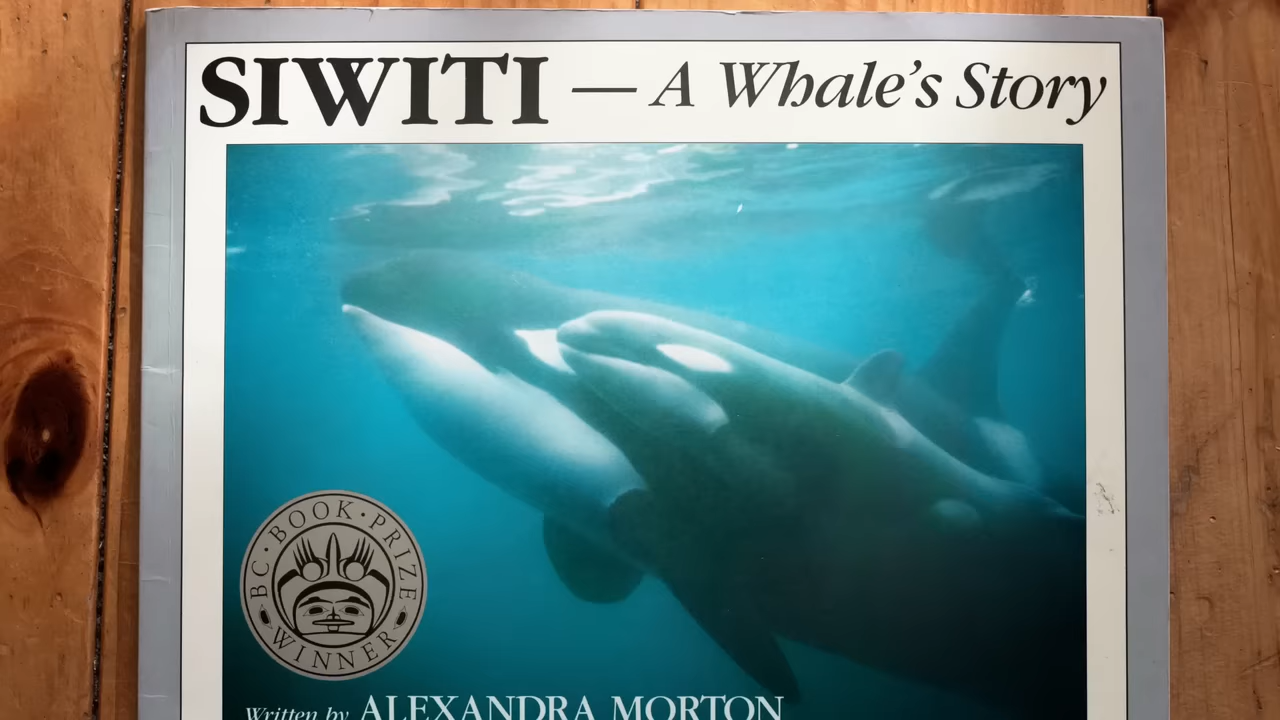 SIWITI — A Whale's Story
BC · BOOK · PRIZE
WINNER
Written by ALEXANDRA MORTON